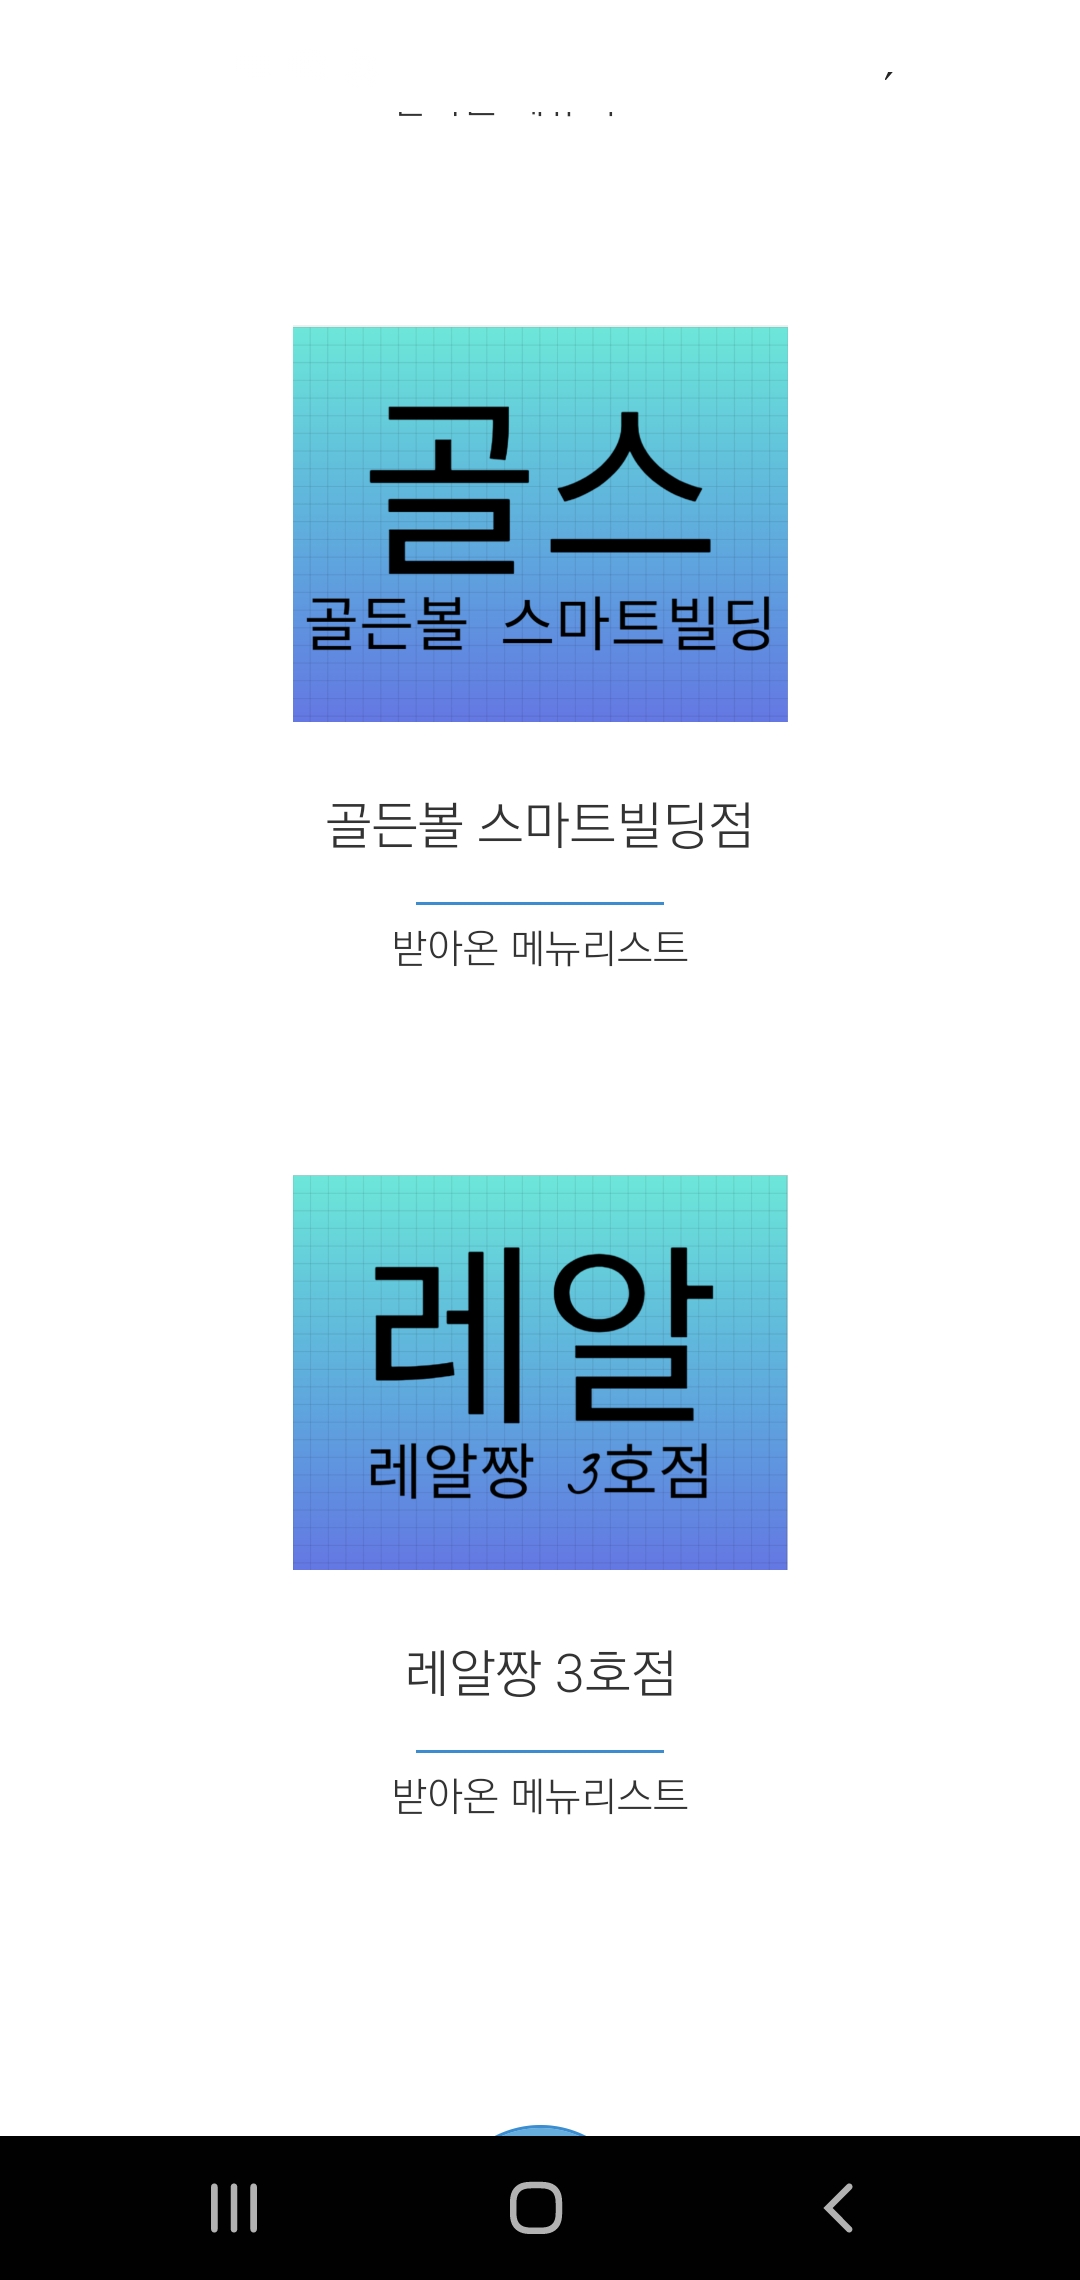 골스
골든볼 스마트빌딩
골든볼 스마트빌딩점
받아온 메뉴리스트
레알
레알짱 3호점
레알짱 3호점
받아온 메뉴리스트